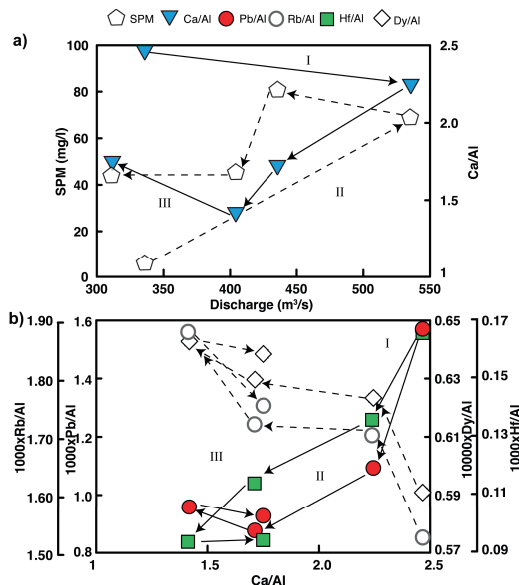 SPM Ca/Al Pb/Al Rb/Al Hf/Al Dy/Al
a)
100 80 60 40 20 0
SPM (mg/l)
2.5 2.0 1.5 1
Ca/Al
I
II
III
300 350 400 450 500 550
Discharge (m³/s)
b)
1.90 1.80 1.70 1.60 1.50
1000xRb/Al
1.6 1.4 1.2 1.0 0.8
1000xPb/Al
0.65 0.63 0.61 0.59 0.57
10000xDy/Al
0.17 0.15 0.13 0.11 0.09
1000xHf/Al
I
III
II
1 1.5 2.0 2.5
Ca/Al